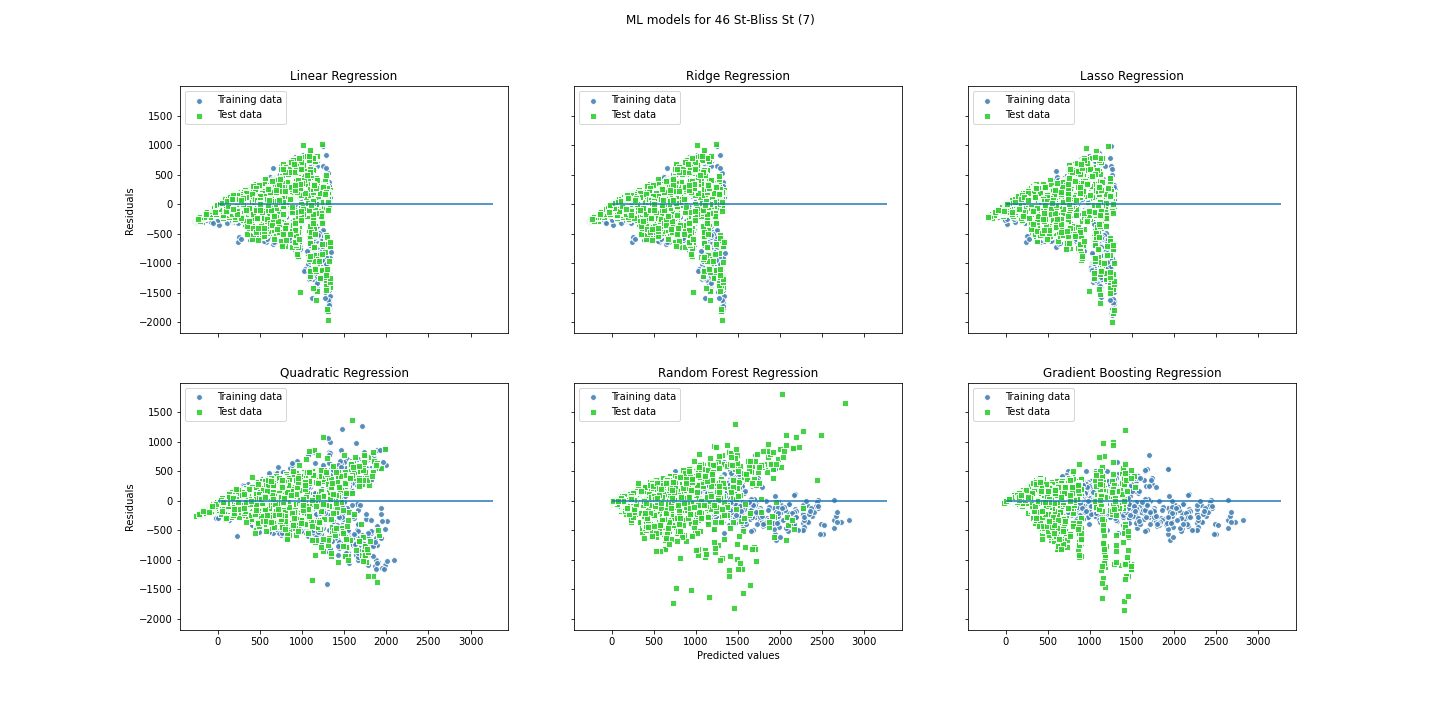 ML models for 46 St-Bliss St (7)
Linear Regression
Training data
Test data
1500
1000
500
0
−500
−1000
−1500
−2000
Residuals
Ridge Regression
Training data
Test data
Lasso Regression
Training data
Test data
Quadratic Regression
Training data
Test data
1500
1000
500
0
−500
−1000
−1500
−2000
Residuals
0 500 1000 1500 2000 2500 3000
Random Forest Regression
Training data
Test data
0 500 1000 1500 2000 2500 3000
Predicted values
Gradient Boosting Regression
Training data
Test data
0 500 1000 1500 2000 2500 3000